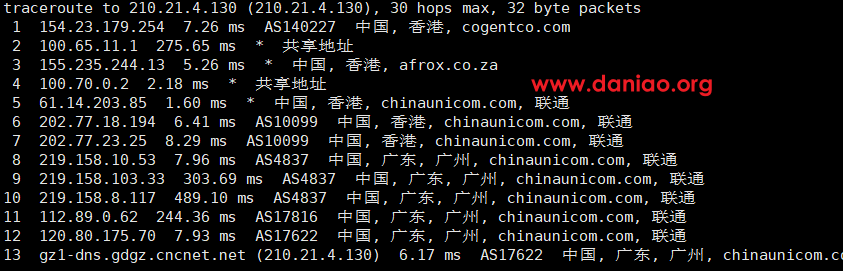 traceroute to 210.21.4.130 (210.21.4.130), 30 hops max, 32 byte packets
1 154.23.179.254 7.26 ms AS140227 中国, 香港, cogentco.com
2 100.65.11.1 275.65 ms * 共享地址
3 155.235.244.13 5.26 ms * 中国, 香港, afrox.co.za
4 100.70.0.2 2.18 ms * 共享地址
www.daniao.org
5 61.14.203.85 1.60 ms * 中国, 香港, chinaunicom.com, 联通
6 202.77.18.194 6.41 ms AS10099 中国, 香港, chinaunicom.com, 联通
7 202.77.23.25 8.29 ms AS10099 中国, 香港, chinaunicom.com, 联通
8 219.158.10.53 7.96 ms AS4837 中国, 广东, 广州, chinaunicom.com, 联通
9 219.158.103.33 303.69 ms AS4837 中国, 广东, 广州, chinaunicom.com, 联通
10 219.158.8.117 489.10 ms AS4837 中国, 广东, 广州, chinaunicom.com, 联通
11 112.89.0.62 244.36 ms AS17816 中国, 广东, 广州, chinaunicom.com, 联通
12 120.80.175.70 7.93 ms AS17622 中国, 广东, 广州, chinaunicom.com, 联通
13 gz1-dns.gdgz.cncnet.net (210.21.4.130) 6.17 ms AS17622 中国, 广东, 广州, chinaunicom.co